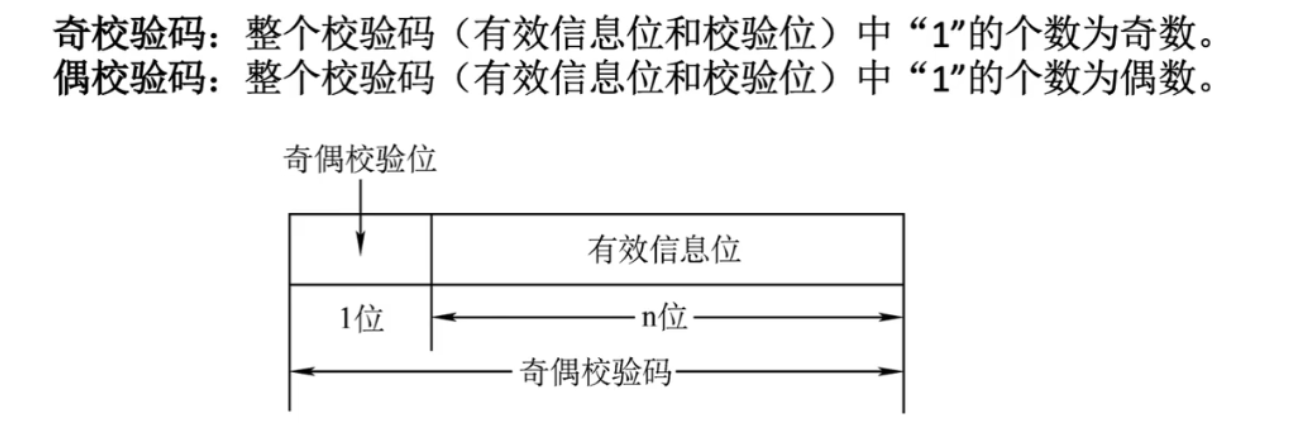 奇校验码：整个校验码（有效信息位和校验位）中“1”的个数为奇数。
偶校验码：整个校验码（有效信息位和校验位）中“1”的个数为偶数。
奇偶校验位
有效信息位
1位
n位
奇偶校验码